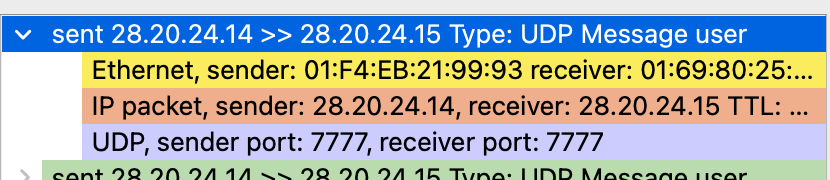 sent 28.20.24.14 >> 28.20.24.15 Type: UDP Message user
Ethernet, sender: 01:F4:EB:21:99:93 receiver: 01:69:80:25:...
IP packet, sender: 28.20.24.14, receiver: 28.20.24.15 TTL: ...
UDP, sender port: 7777, receiver port: 7777
sent 28.20.24.14 >> 28.20.24.15 Type: UDP Message user